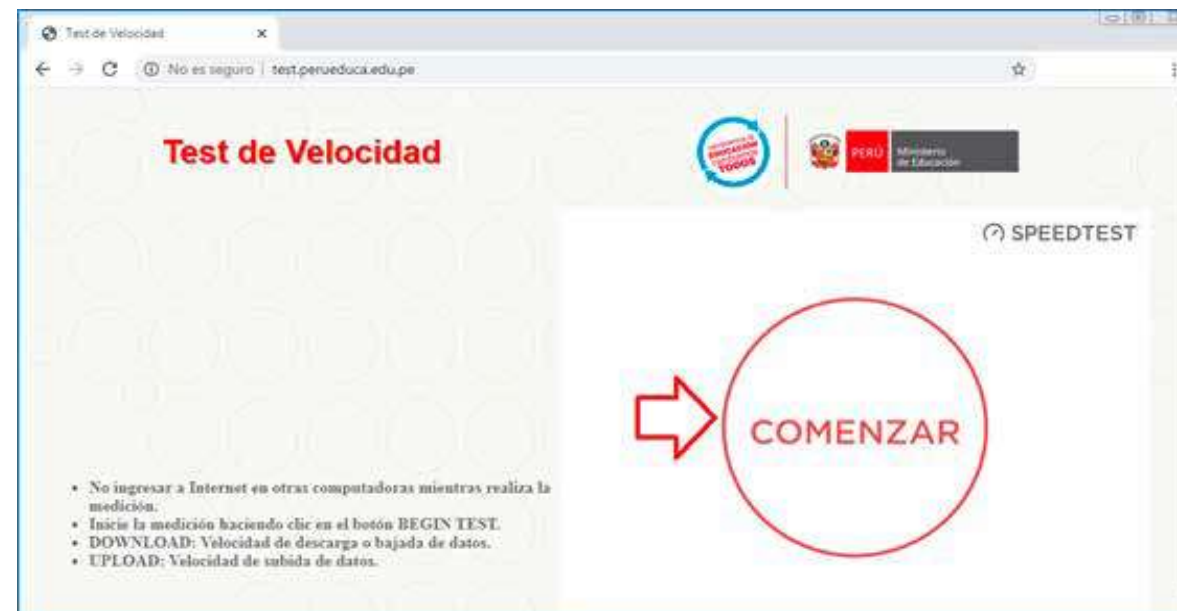 Test de Velocidad
No es seguro | test.perueduca.edu.pe
Test de Velocidad
EDUCACIÓN
TODOS
PERÚ
Ministerio
de Educación
SPEEDTEST
COMENZAR
• No ingresar a Internet en otras computadoras mientras realiza la
medición.
• Inicie la medición haciendo clic en el botón BEGIN TEST.
• DOWNLOAD: Velocidad de descarga o bajada de datos.
• UPLOAD: Velocidad de subida de datos.